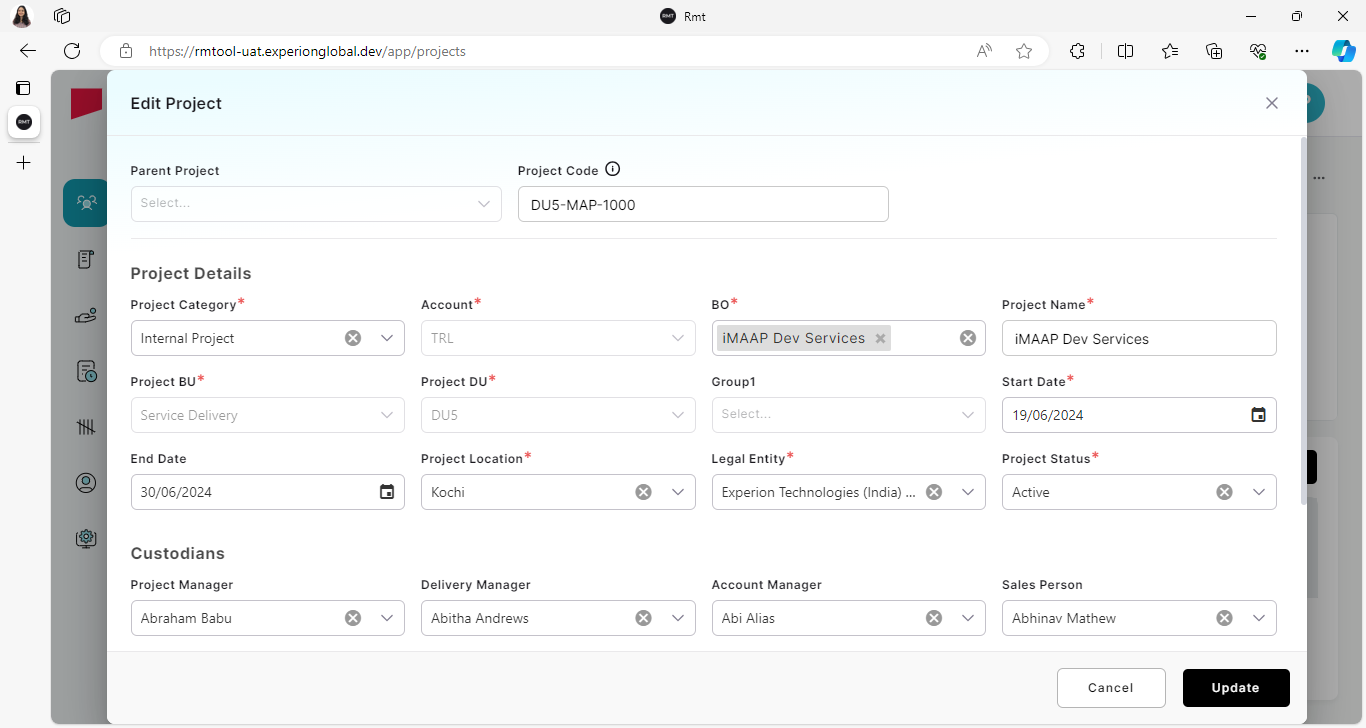 RMT Rmt
https://rmtool-uat.experionglobal.dev/app/projects
RMT
Edit Project
Parent Project Project Code
Select... DU5-MAP-1000
Project Details
Project Category* Account* BO* Project Name*
Internal Project TRL iMAAP Dev Services iMAAP Dev Services
Project BU* Project DU* Group1 Start Date*
Service Delivery DU5 Select... 19/06/2024
End Date Project Location* Legal Entity* Project Status*
30/06/2024 Kochi Experion Technologies (India) ... Active
Custodians
Project Manager Delivery Manager Account Manager Sales Person
Abraham Babu Abitha Andrews Abi Alias Abhinav Mathew
Cancel Update